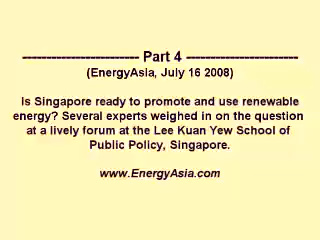 ------------------------ Part 4 -----------------------
(EnergyAsia, July 16 2008)
Is Singapore ready to promote and use renewable
energy? Several experts weighed in on the question
at a lively forum at the Lee Kuan Yew School of
Public Policy, Singapore.
www.EnergyAsia.com